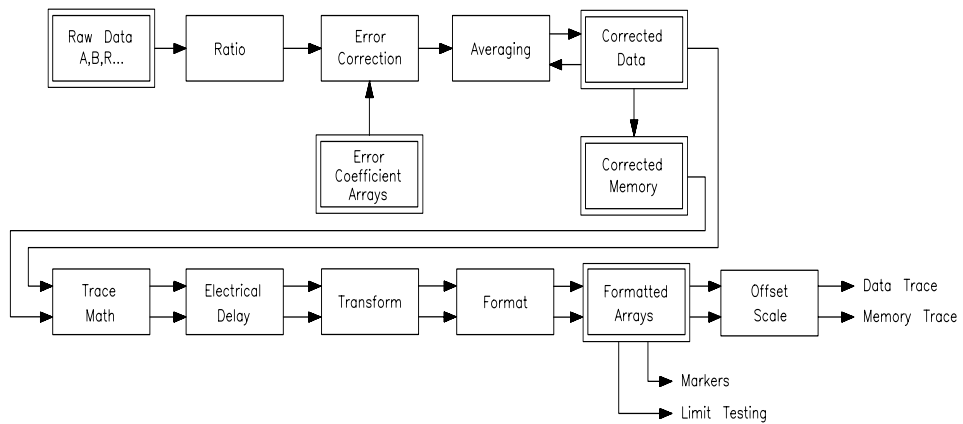 Raw Data
A,B,R...
Ratio
Error
Correction
Averaging
Corrected
Data
Error
Coefficient
Arrays
Corrected
Memory
Trace
Math
Electrical
Delay
Transform
Format
Formatted
Arrays
Offset
Scale
Data Trace
Memory Trace
Markers
Limit Testing